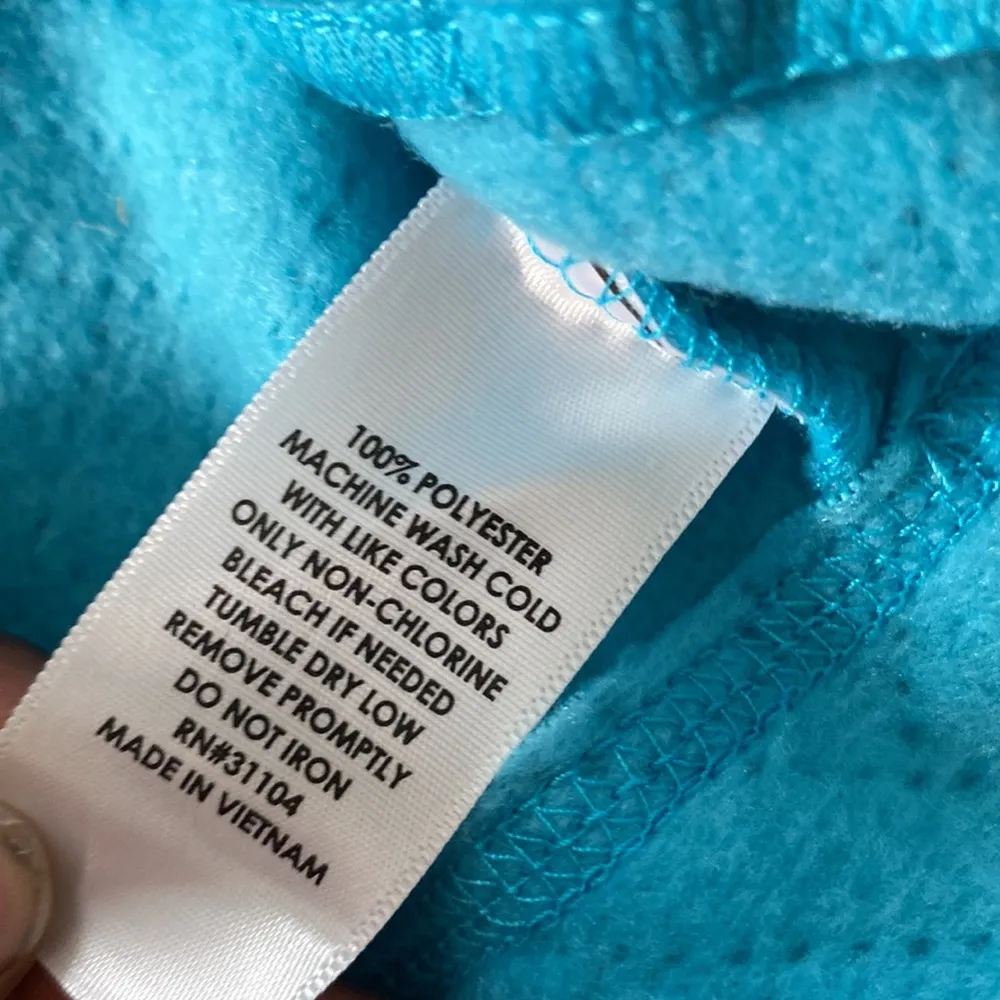 100% POLYESTER
MACHINE WASH COLD
WITH LIKE COLORS
ONLY NON-CHLORINE
BLEACH IF NEEDED
TUMBLE DRY LOW
REMOVE PROMPTLY
DO NOT IRON
RN#31104
MADE IN VIETNAM